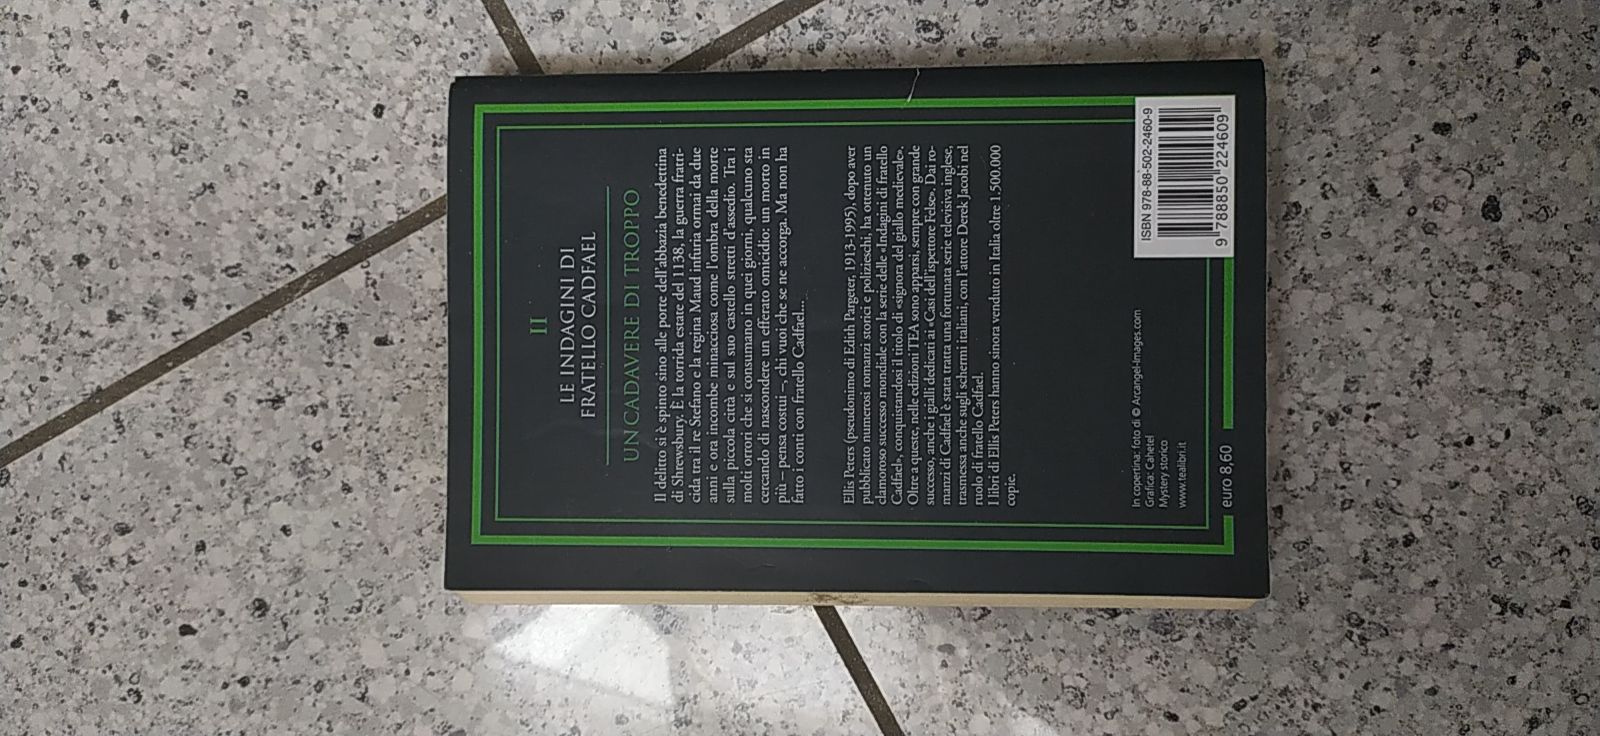 II
LE INDAGINI DI
FRATELLO CADFAEL
UN CADAVERE DI TROPPO
Il delitto si è spinto sino alle porte dell'abbazia benedettina
di Shrewsbury. È la torrida estate del 1138, la guerra fratri-
cida tra il re Stefano e la regina Maud infuria ormai da due
anni e ora incombe minacciosa come l'ombra della morte
sulla piccola città e sul suo castello stretti d'assedio. Tra i
molti orrori che si consumano in quei giorni, qualcuno sta
cercando di nascondere un efferato omicidio: un morto in
più – pensa costui –, chi vuoi che se ne accorga. Ma non ha
fatto i conti con fratello Cadfael...
Ellis Peters (pseudonimo di Edith Pargeter, 1913-1995), dopo aver
pubblicato numerosi romanzi storici e polizieschi, ha ottenuto un
clamoroso successo mondiale con la serie delle «Indagini di fratello
Cadfael», conquistandosi il titolo di «signora del giallo medievale».
Oltre a queste, nelle edizioni TEA sono apparsi, sempre con grande
successo, anche i gialli dedicati ai «Casi dell'ispettore Felse». Dai ro-
manzi di Cadfael è stata tratta una fortunata serie televisiva inglese,
trasmessa anche sugli schermi italiani, con l'attore Derek Jacobi nel
ruolo di fratello Cadfael.
I libri di Ellis Peters hanno sinora venduto in Italia oltre 1.500.000
copie.
In copertina: foto di © Arcangel-Images.com
Grafica: Cahetel
Mystery storico
www.tealibri.it
euro 8,60
ISBN 978-88-502-2460-9
9 788850 224609